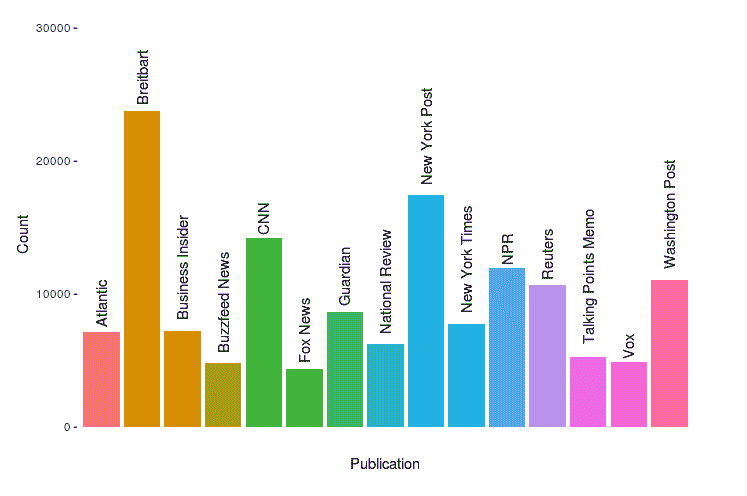 30000
20000
10000
0
Count
Atlantic
Breitbart
Business Insider
Buzzfeed News
CNN
Fox News
Guardian
National Review
New York Post
New York Times
NPR
Reuters
Talking Points Memo
Vox
Washington Post
Publication